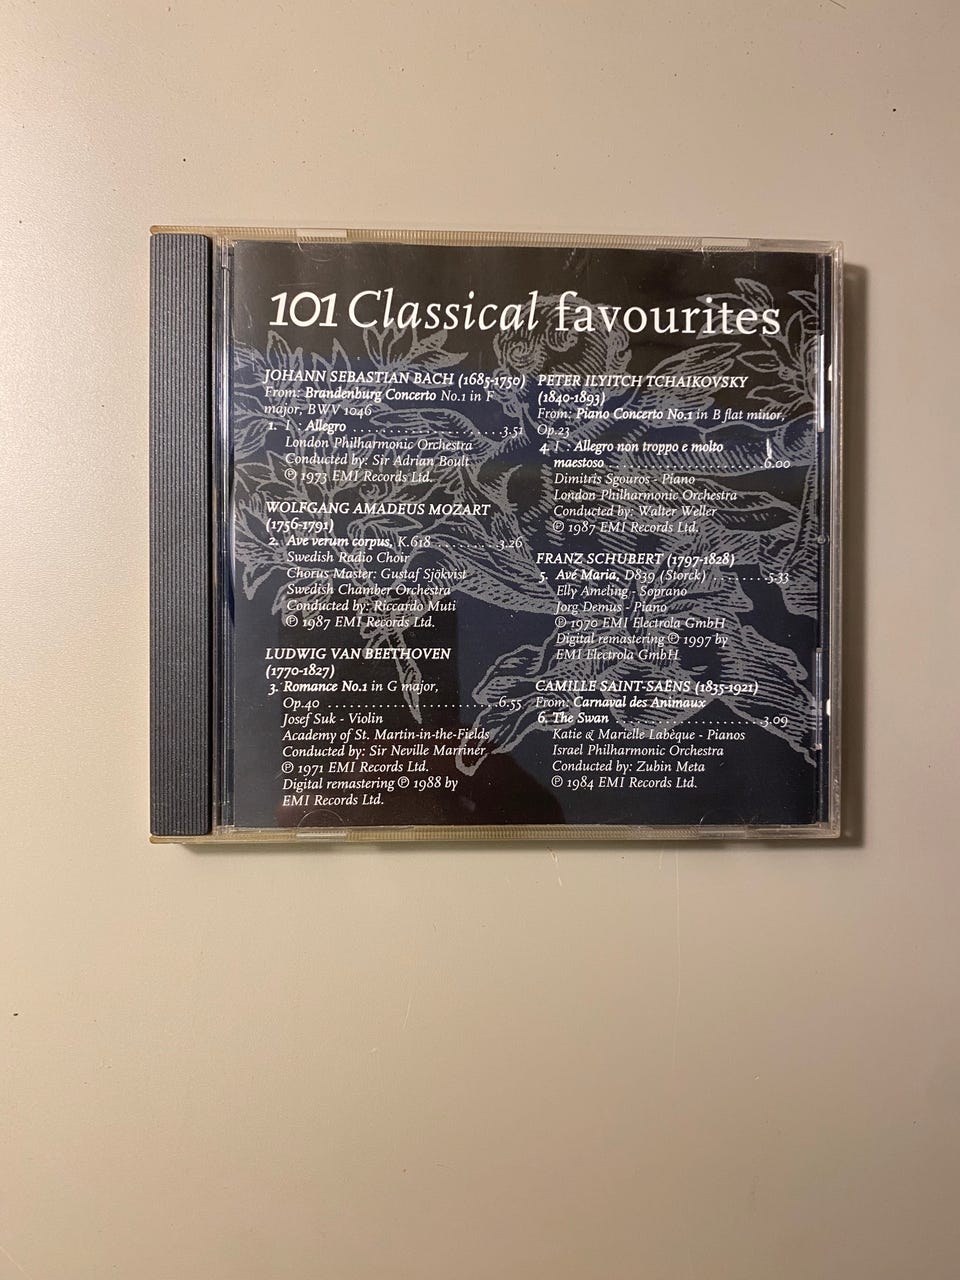 101 Classical favourites
JOHANN SEBASTIAN BACH (1685-1750)
From: Brandenburg Concerto No.1 in F
major, BWV 1046
1. I : Allegro ........................3.51
London Philharmonic Orchestra
Conducted by: Sir Adrian Boult
℗ 1973 EMI Records Ltd.
WOLFGANG AMADEUS MOZART
(1756-1791)
2. Ave verum corpus, K.618 ..........3.26
Swedish Radio Choir
Chorus Master: Gustaf Sjökvist
Swedish Chamber Orchestra
Conducted by: Riccardo Muti
℗ 1987 EMI Records Ltd.
LUDWIG VAN BEETHOVEN
(1770-1827)
3. Romance No.1 in G major,
Op.40 ...........................6.55
Josef Suk - Violin
Academy of St. Martin-in-the-Fields
Conducted by: Sir Neville Marriner
℗ 1971 EMI Records Ltd.
Digital remastering ℗ 1988 by
EMI Records Ltd.
PETER ILYITCH TCHAIKOVSKY
(1840-1893)
From: Piano Concerto No.1 in B flat minor,
Op.23
4. I : Allegro non troppo e molto
maestoso .........................6.00
Dimitris Sgouros - Piano
London Philharmonic Orchestra
Conducted by: Walter Weller
℗ 1987 EMI Records Ltd.
FRANZ SCHUBERT (1797-1828)
5. Avé Maria, D839 (Storck) .........5.33
Elly Ameling - Soprano
Jorg Demus - Piano
℗ 1970 EMI Electrola GmbH
Digital remastering ℗ 1997 by
EMI Electrola GmbH
CAMILLE SAINT-SAËNS (1835-1921)
From: Carnaval des Animaux
6. The Swan .........................3.09
Katie & Marielle Labèque - Pianos
Israel Philharmonic Orchestra
Conducted by: Zubin Meta
℗ 1984 EMI Records Ltd.